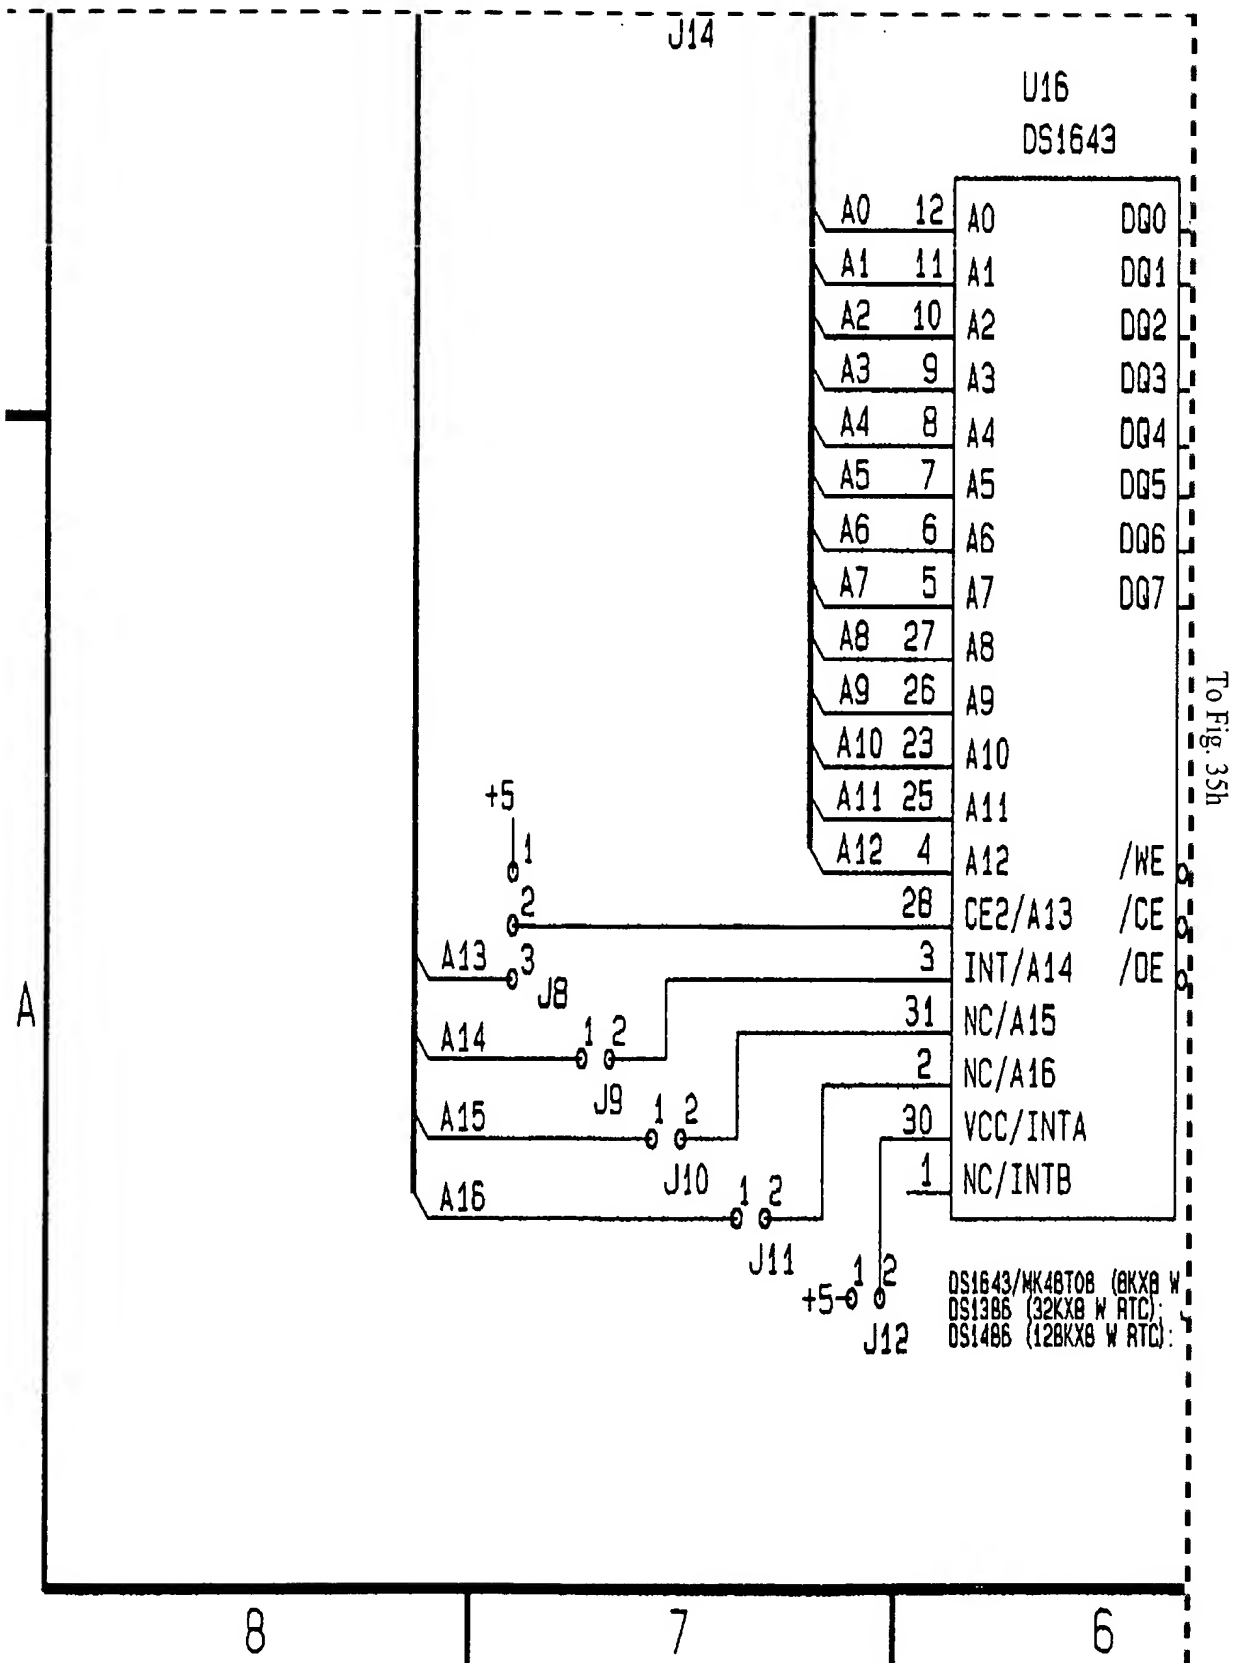 J14
U16
DS1643
A0 12 A0 DQ0
A1 11 A1 DQ1
A2 10 A2 DQ2
A3 9 A3 DQ3
A4 8 A4 DQ4
A5 7 A5 DQ5
A6 6 A6 DQ6
A7 5 A7 DQ7
A8 27 A8
A9 26 A9
A10 23 A10
A11 25 A11
A12 4 A12 /WE
+5
1
2 28 CE2/A13 /CE
A13 3 3 INT/A14 /OE
J8
A14 1 2 31 NC/A15
J9
2 NC/A16
A15 1 2 30 VCC/INTA
J10
A16 1 2 1 NC/INTB
J11
+5 1 2
J12
DS1643/MK48T08 (8KX8 W
DS1386 (32KX8 W RTC):
DS1486 (128KX8 W RTC):
To Fig. 35h
A
8 7 6